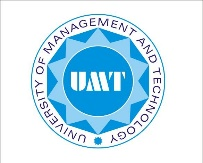 UNIVERSITY OF MANAGEMENT AND TECHNOLOGY
UMT